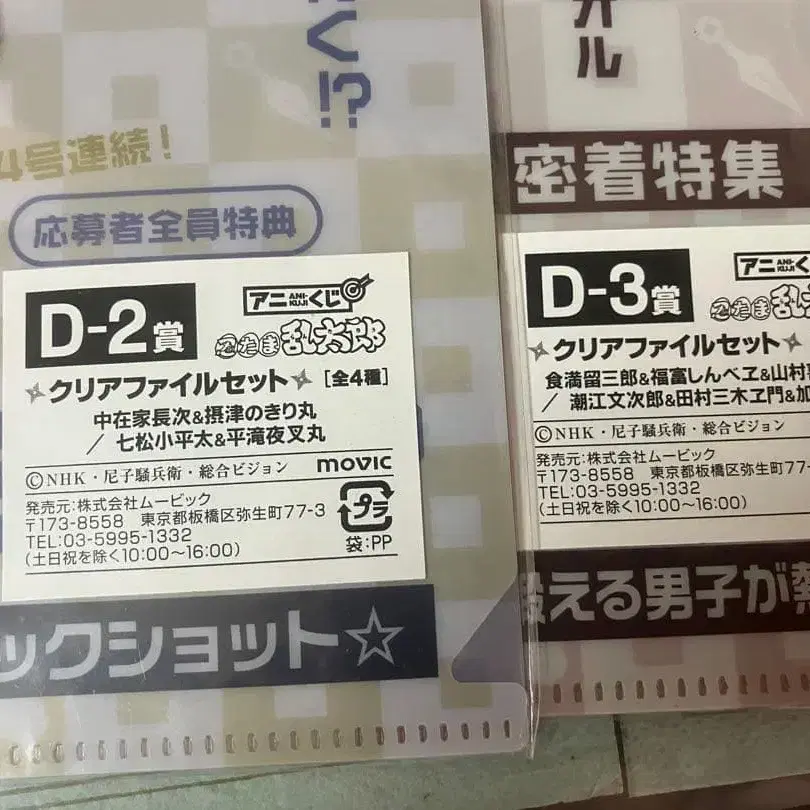 4号連続!
応募者全員特典
D-2賞
アニくじ
ANI-KUJI
忍たま乱太郎
クリアファイルセット [全4種]
中在家長次&摂津のきり丸
/ 七松小平太&平滝夜叉丸
©NHK・尼子騒兵衛・総合ビジョン movic
発売元:株式会社ムービック
〒173-8558 東京都板橋区弥生町77-3
TEL:03-5995-1332
(土日祝を除く10:00〜16:00)
プラ
袋:PP
ックショット☆
オル
密着特集
D-3賞
アニく
ANI-KUJI
忍たま乱
クリアファイルセット
食満留三郎&福富しんべヱ&山村
/ 潮江文次郎&田村三木ヱ門&加
©NHK・尼子騒兵衛・総合ビジョン
発売元:株式会社ムービック
〒173-8558 東京都板橋区弥生町77-
TEL:03-5995-1332
(土日祝を除く10:00〜16:00)
える男子が